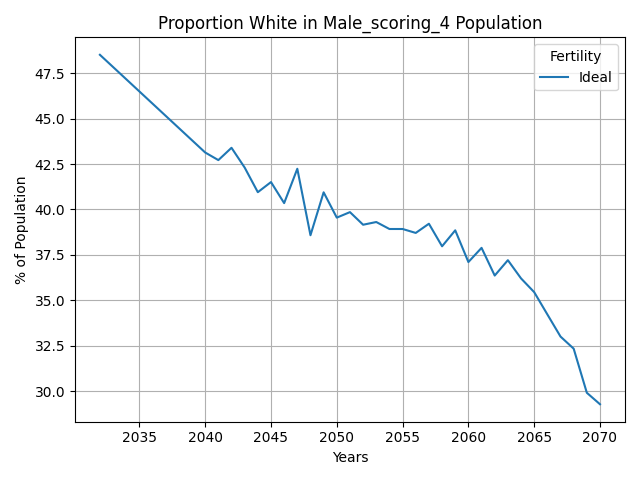 Proportion White in Male_scoring_4 Population
Fertility
Ideal
47.5
45.0
42.5
40.0
37.5
35.0
32.5
30.0
% of Population
2035 2040 2045 2050 2055 2060 2065 2070
Years